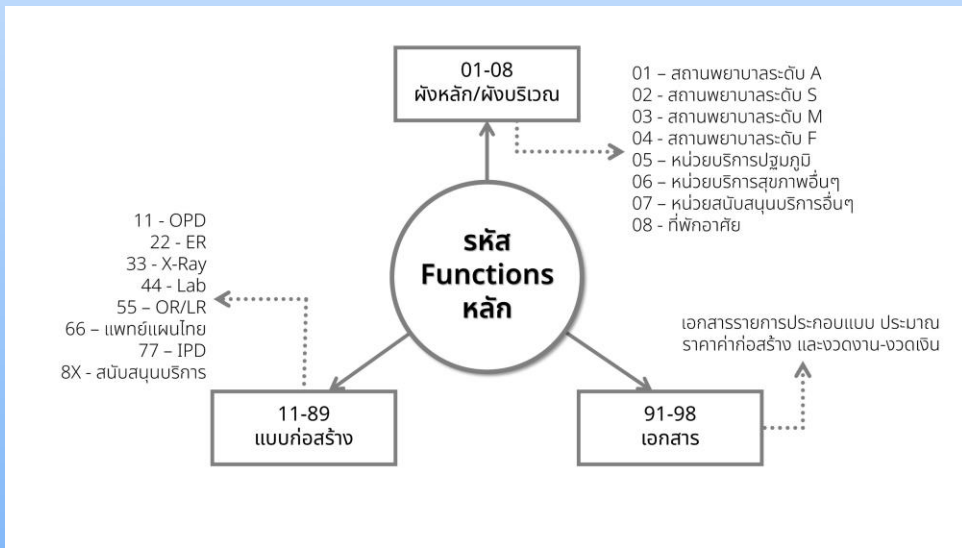 01-08
ผังหลัก/ผังบริเวณ
01 – สถานพยาบาลระดับ A
02 - สถานพยาบาลระดับ S
03 - สถานพยาบาลระดับ M
04 - สถานพยาบาลระดับ F
05 – หน่วยบริการปฐมภูมิ
06 - หน่วยบริการสุขภาพอื่นๆ
07 - หน่วยสนับสนุนบริการอื่นๆ
08 - ที่พักอาศัย
รหัส
Functions
หลัก
11 - OPD
22 - ER
33 - X-Ray
44 - Lab
55 – OR/LR
66 – แพทย์แผนไทย
77 – IPD
8X - สนับสนุนบริการ
11-89
แบบก่อสร้าง
เอกสารรายการประกอบแบบ ประมาณ
ราคาค่าก่อสร้าง และงวดงาน-งวดเงิน
91-98
เอกสาร